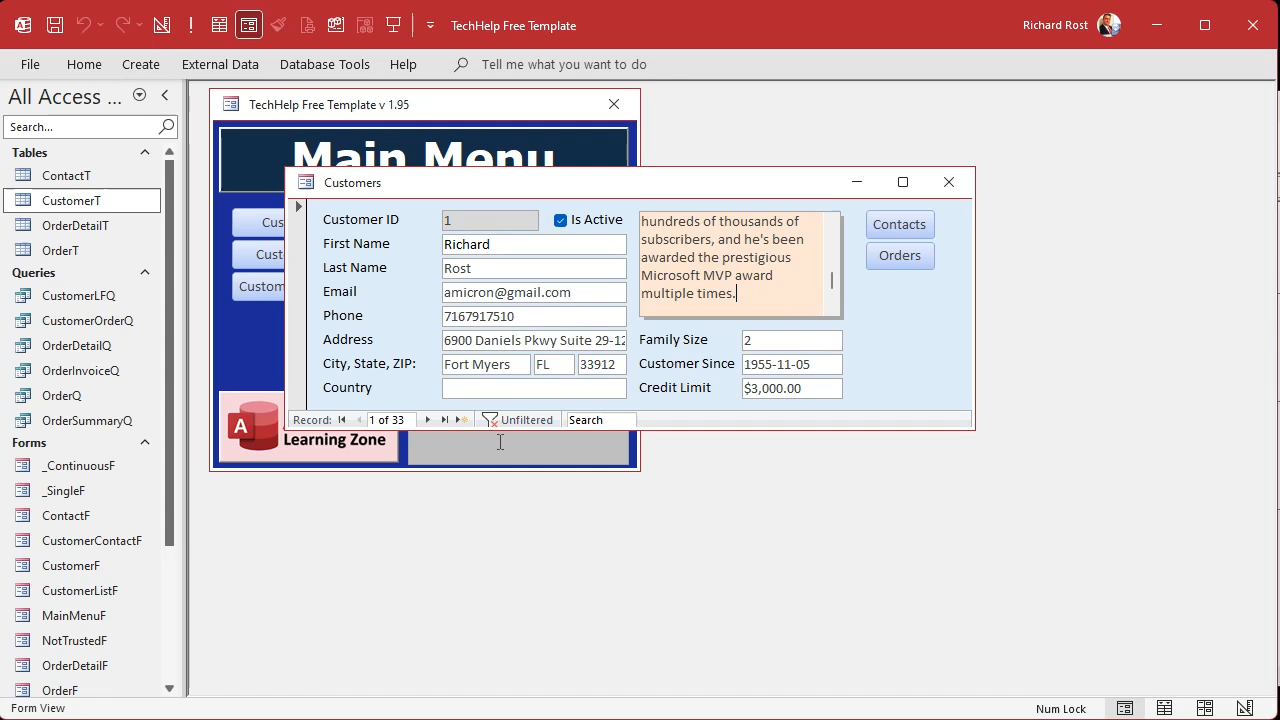 TechHelp Free Template
Richard Rost
File
Home
Create
External Data
Database Tools
Help
Tell me what you want to do
All Access ...
Search...
Tables
ContactT
CustomerT
OrderDetailT
OrderT
Queries
CustomerLFQ
CustomerOrderQ
OrderDetailQ
OrderInvoiceQ
OrderQ
OrderSummaryQ
Forms
_ContinuousF
_SingleF
ContactF
CustomerContactF
CustomerF
CustomerListF
MainMenuF
NotTrustedF
OrderDetailF
OrderF
TechHelp Free Template v 1.95
Main Menu
Cus
Cust
Custom
A
Learning Zone
Customers
Customer ID 1 Is Active
First Name Richard
Last Name Rost
Email amicron@gmail.com
Phone 7167917510
Address 6900 Daniels Pkwy Suite 29-12
City, State, ZIP: Fort Myers FL 33912
Country
hundreds of thousands of
subscribers, and he's been
awarded the prestigious
Microsoft MVP award
multiple times.
Family Size 2
Customer Since 1955-11-05
Credit Limit $3,000.00
Contacts
Orders
Record: 1 of 33 Unfiltered Search
Form View
Num Lock